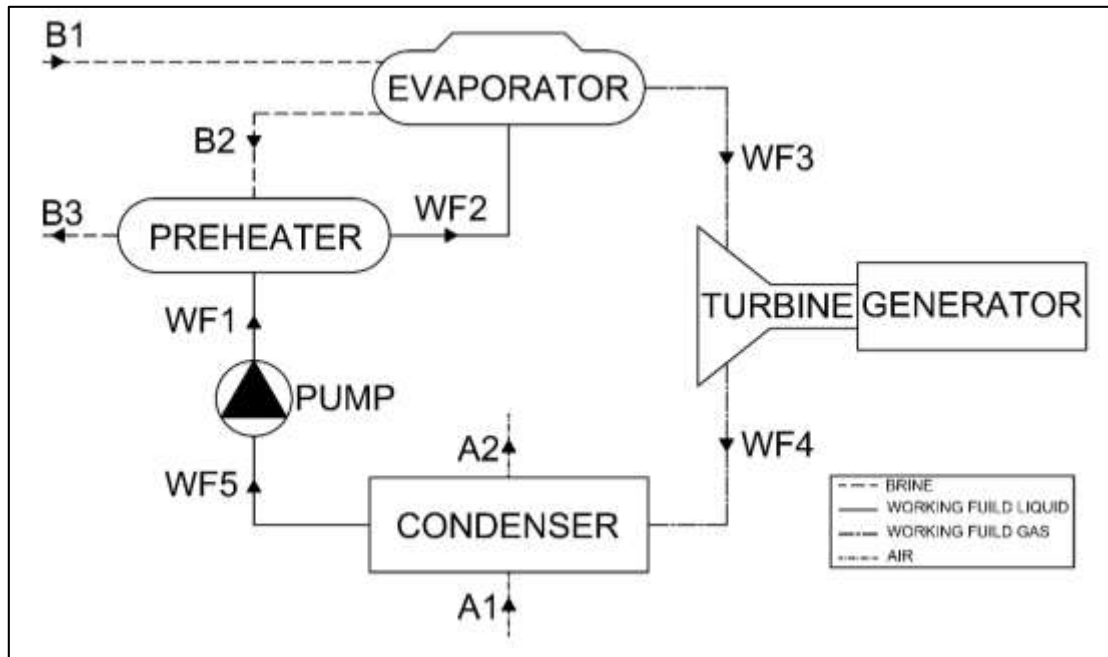 B1
EVAPORATOR
B2
WF3
B3
PREHEATER
WF2
TURBINE
GENERATOR
WF1
PUMP
A2
WF4
WF5
CONDENSER
A1
BRINE
WORKING FUILD LIQUID
WORKING FUILD GAS
AIR